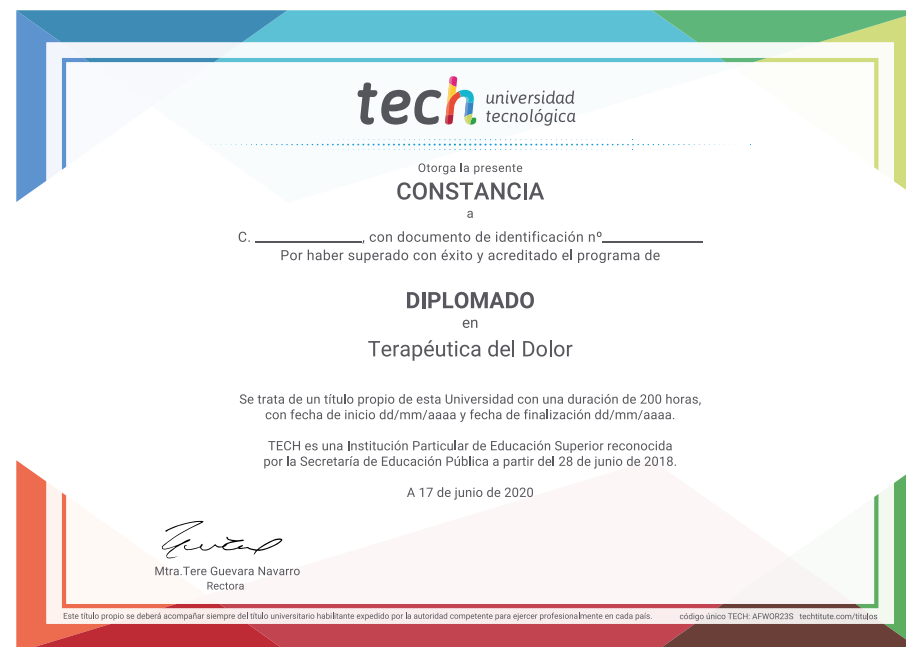 tech universidad
tecnológica
Otorga la presente
CONSTANCIA
a
C. ____________, con documento de identificación nº____________
Por haber superado con éxito y acreditado el programa de
DIPLOMADO
en
Terapéutica del Dolor
Se trata de un título propio de esta Universidad con una duración de 200 horas,
con fecha de inicio dd/mm/aaaa y fecha de finalización dd/mm/aaaa.
TECH es una Institución Particular de Educación Superior reconocida
por la Secretaría de Educación Pública a partir del 28 de junio de 2018.
A 17 de junio de 2020
Mtra.Tere Guevara Navarro
Rectora
Este título propio se deberá acompañar siempre del título universitario habilitante expedido por la autoridad competente para ejercer profesionalmente en cada país. código único TECH: AFWOR23S techtitute.com/titulos